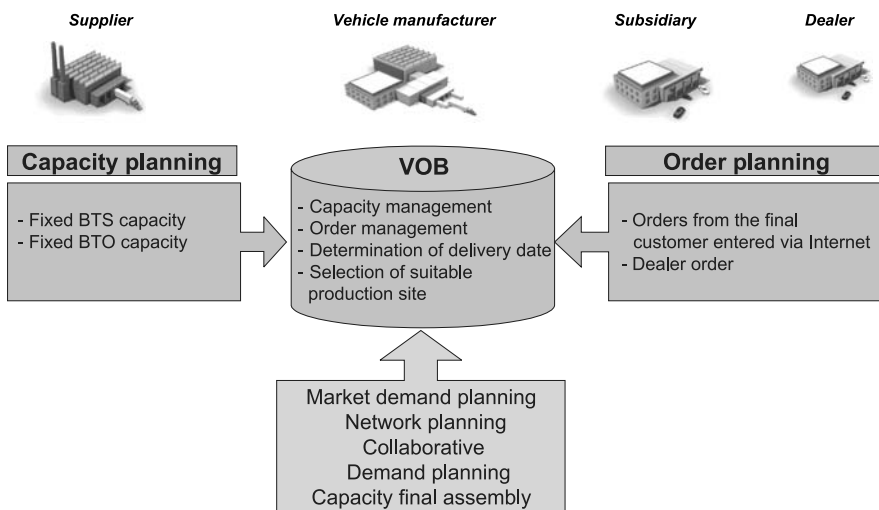 Supplier
Vehicle manufacturer
Subsidiary
Dealer
Capacity planning
- Fixed BTS capacity
- Fixed BTO capacity
VOB
- Capacity management
- Order management
- Determination of delivery date
- Selection of suitable
production site
Order planning
- Orders from the final
customer entered via Internet
- Dealer order
Market demand planning
Network planning
Collaborative
Demand planning
Capacity final assembly